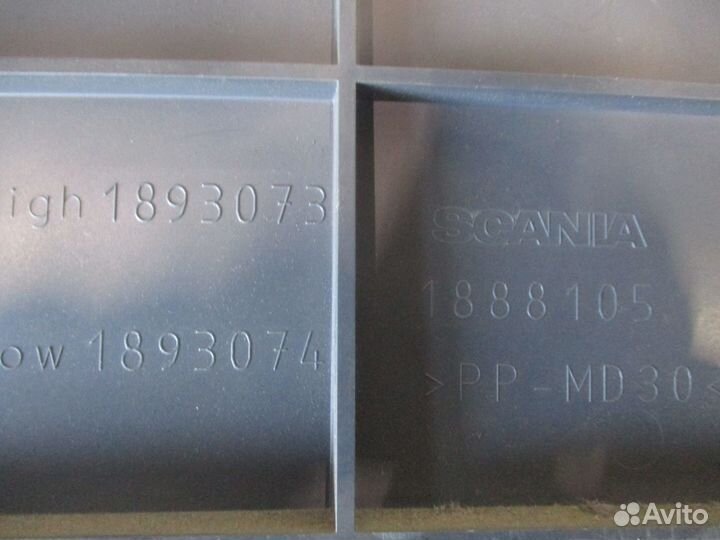 igh 1893073
ow 1893074
SCANIA
1888105
>PP-MD30<
Avito